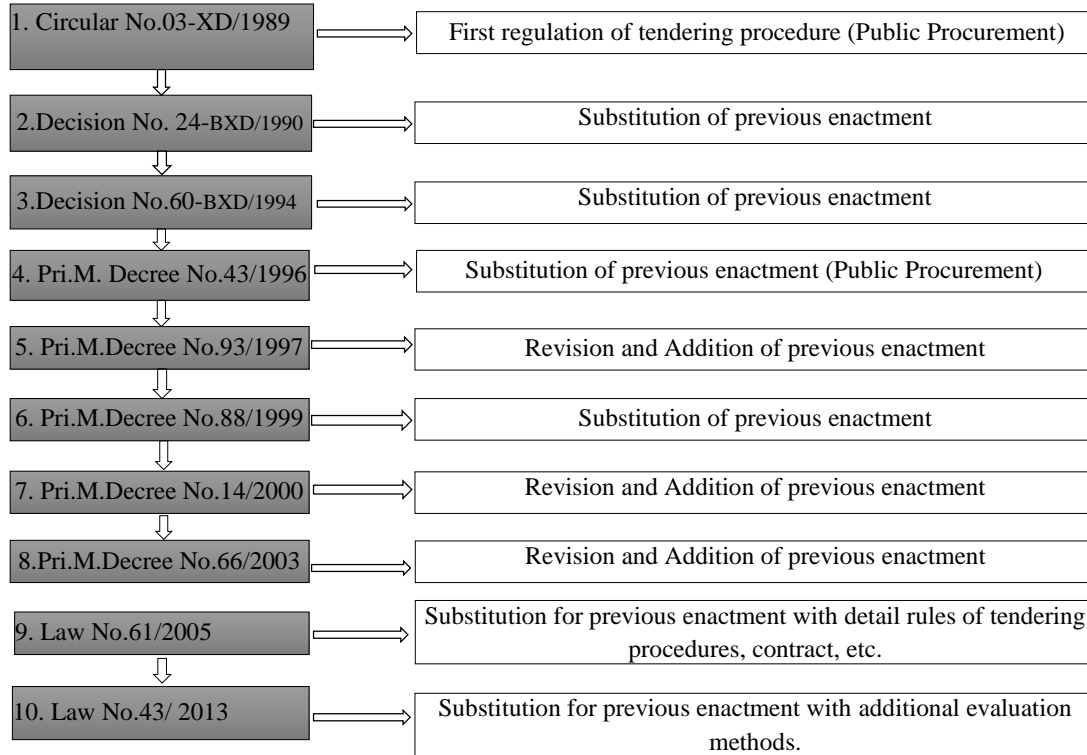 1. Circular No.03-XD/1989
First regulation of tendering procedure (Public Procurement)
2.Decision No. 24-BXD/1990
Substitution of previous enactment
3.Decision No.60-BXD/1994
Substitution of previous enactment
4. Pri.M. Decree No.43/1996
Substitution of previous enactment (Public Procurement)
5. Pri.M.Decree No.93/1997
Revision and Addition of previous enactment
6. Pri.M.Decree No.88/1999
Substitution of previous enactment
7. Pri.M.Decree No.14/2000
Revision and Addition of previous enactment
8.Pri.M.Decree No.66/2003
Revision and Addition of previous enactment
9. Law No.61/2005
Substitution for previous enactment with detail rules of tendering
procedures, contract, etc.
10. Law No.43/ 2013
Substitution for previous enactment with additional evaluation
methods.